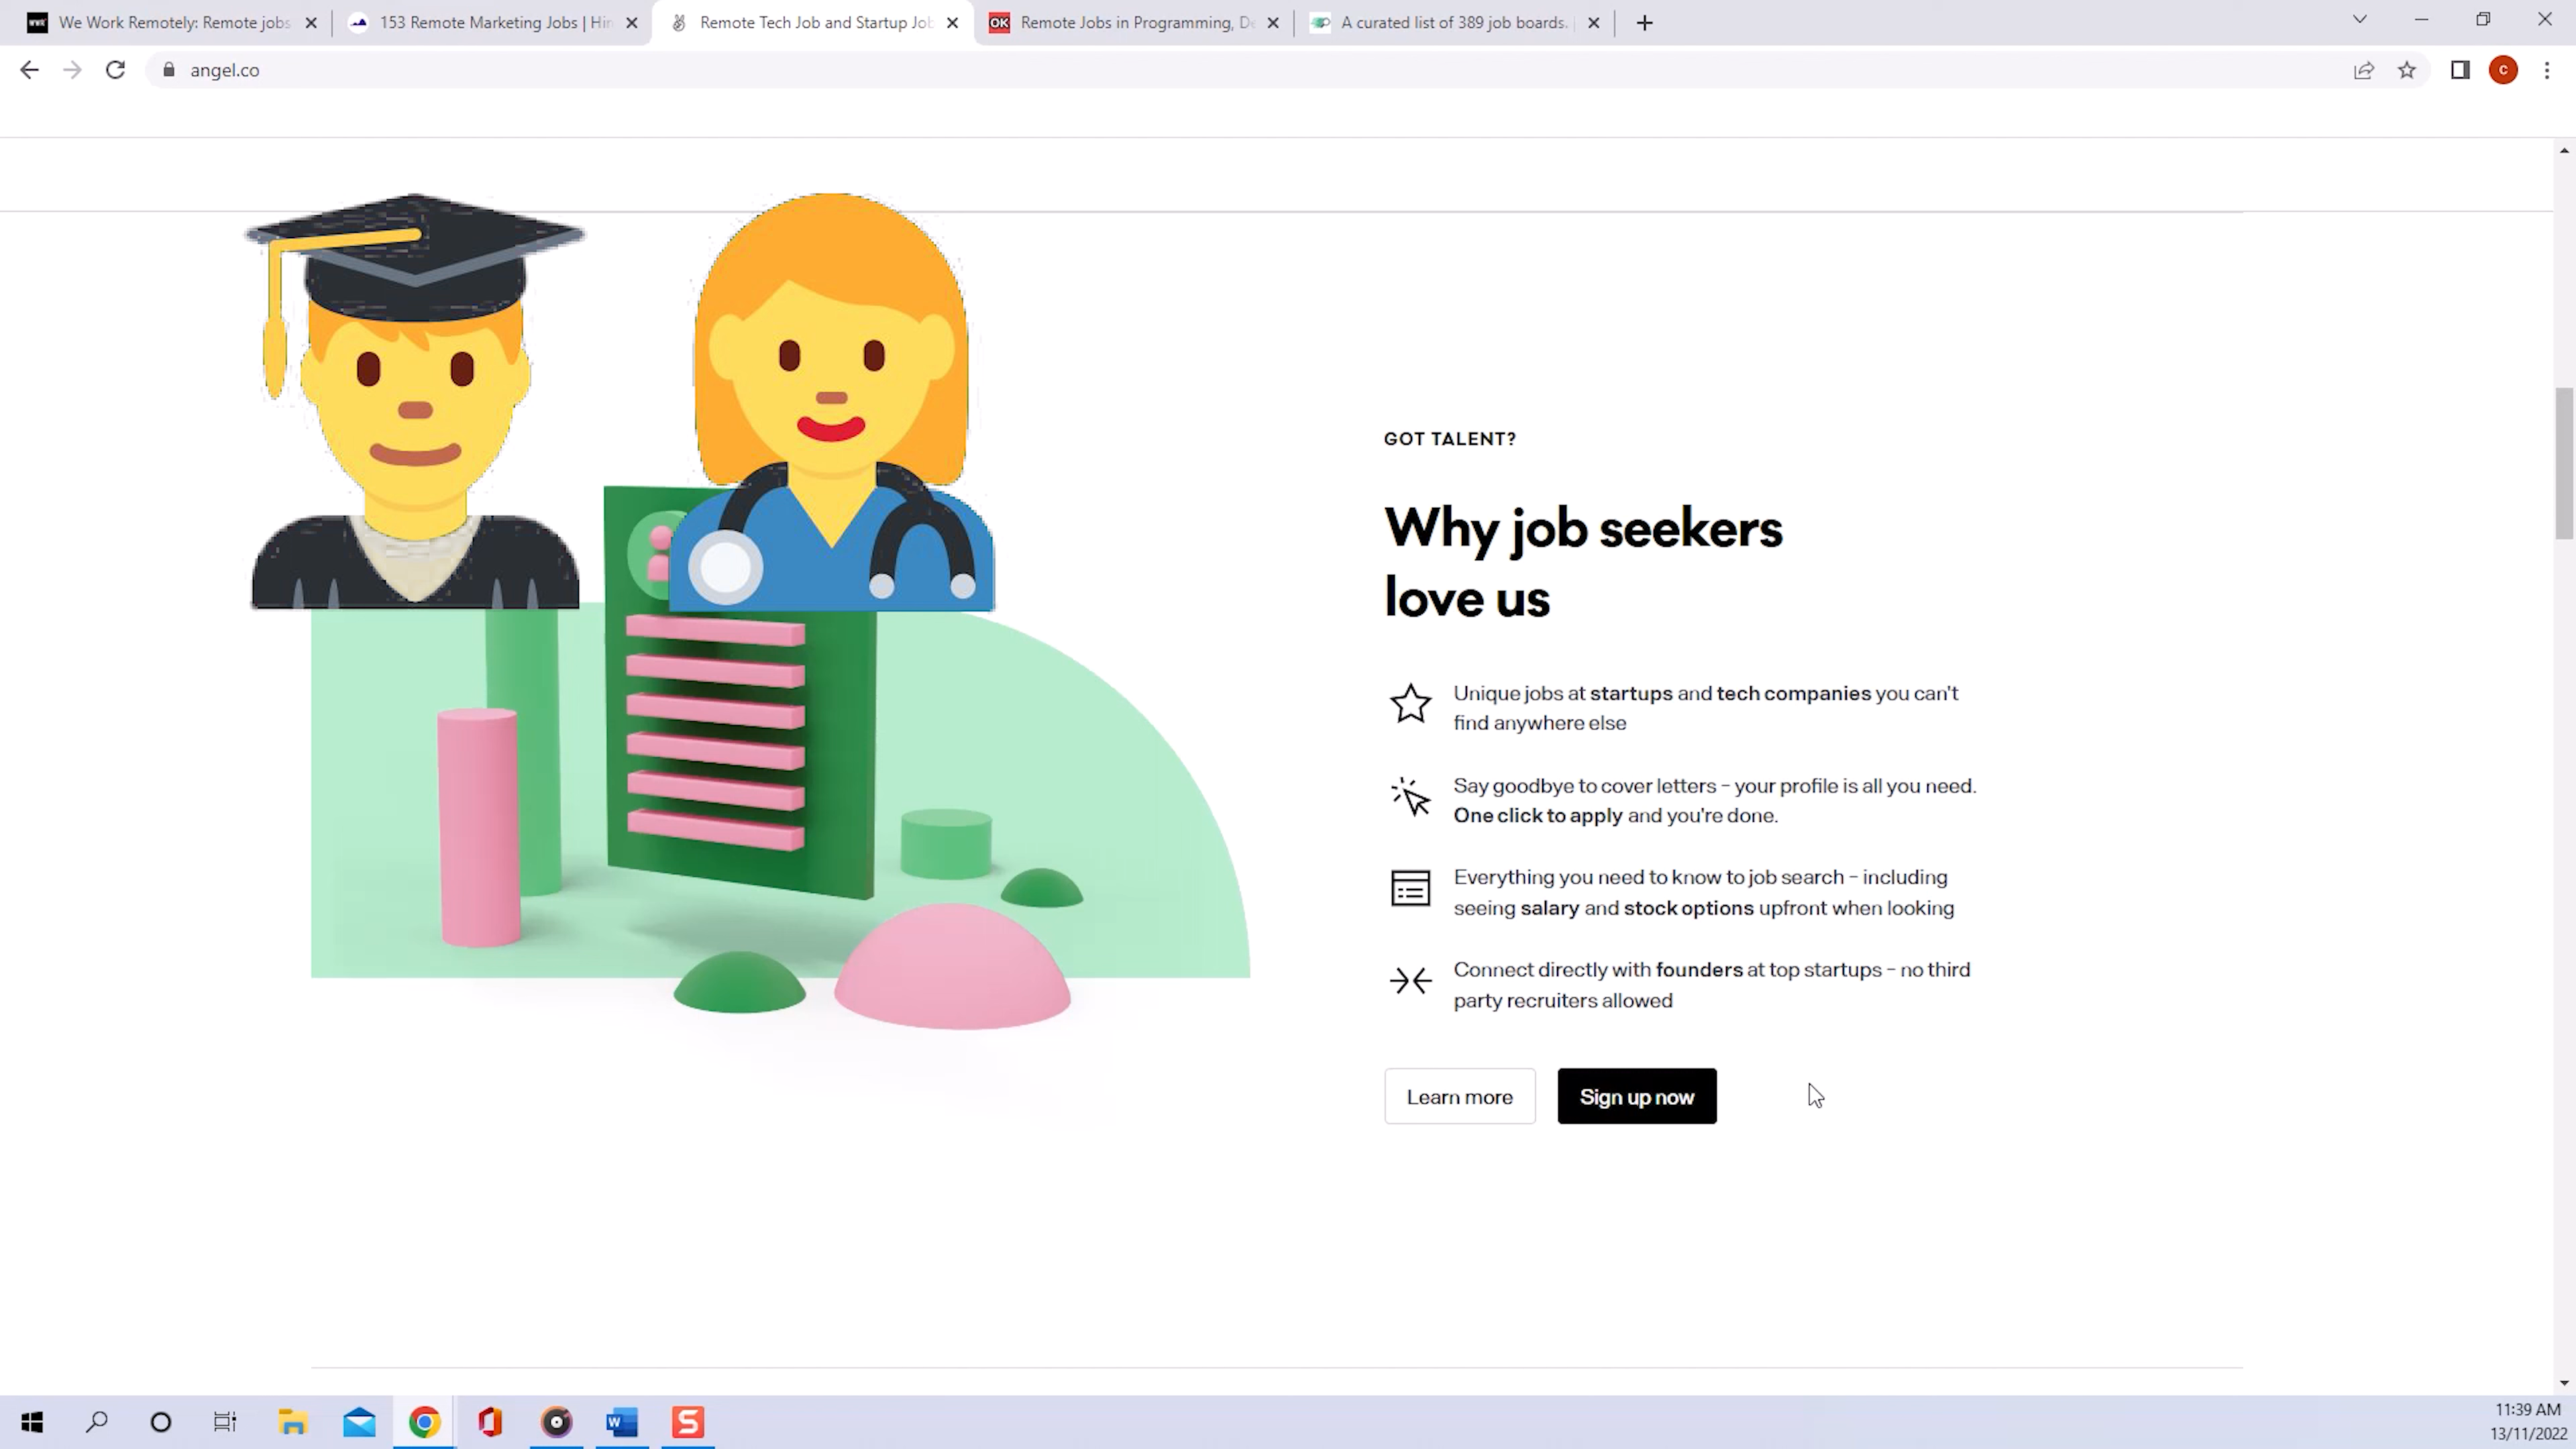 We Work Remotely: Remote jobs
153 Remote Marketing Jobs | Hir
Remote Tech Job and Startup Job
OK
Remote Jobs in Programming, De
A curated list of 389 job boards. |
angel.co
C
GOT TALENT?
Why job seekers
love us
Unique jobs at startups and tech companies you can't
find anywhere else
Say goodbye to cover letters – your profile is all you need.
One click to apply and you're done.
Everything you need to know to job search – including
seeing salary and stock options upfront when looking
Connect directly with founders at top startups – no third
party recruiters allowed
Learn more
Sign up now
W
S
11:39 AM
13/11/2022